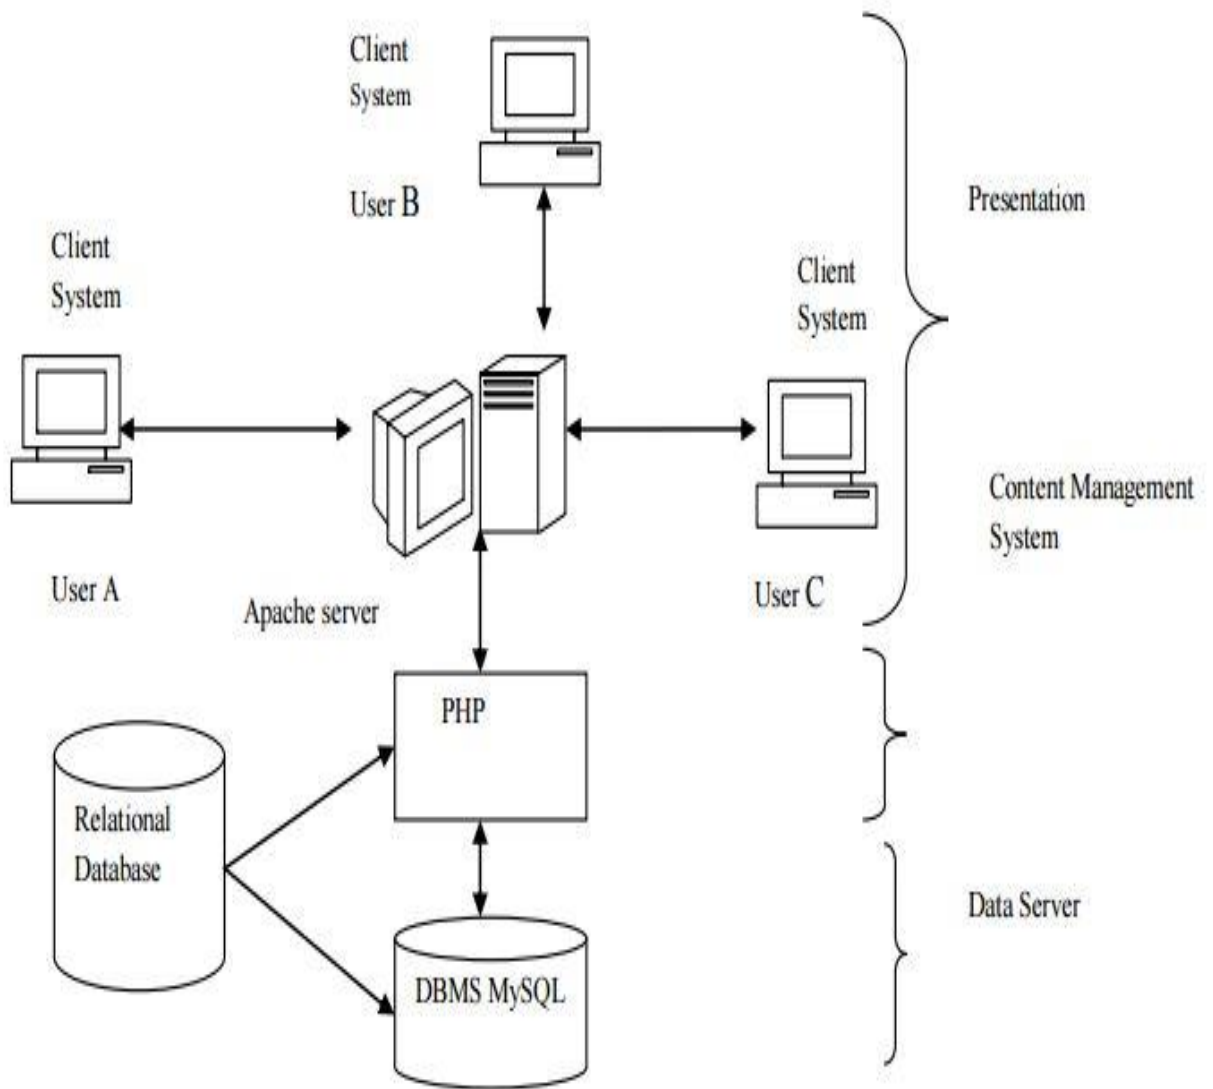 Client
System
User B
Presentation
Client
System
Client
System
Content Management
System
User A
Apache server
User C
PHP
Relational
Database
Data Server
DBMS MySQL